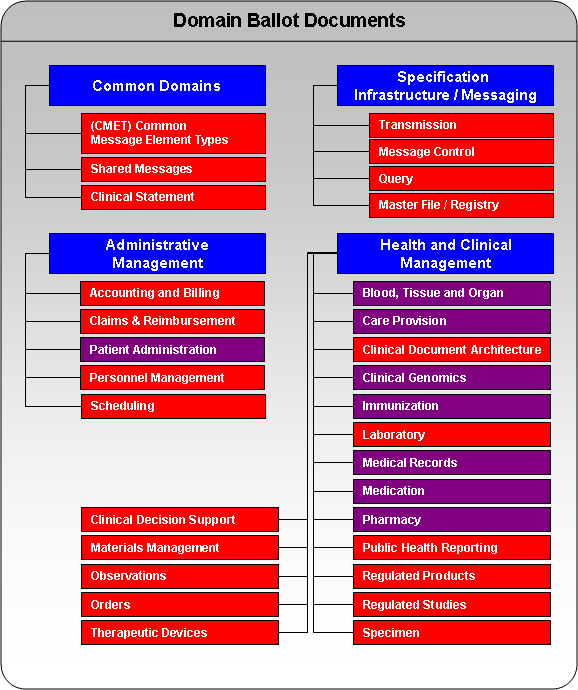 Domain Ballot Documents
Common Domains
(CMET) Common
Message Element Types
Shared Messages
Clinical Statement
Specification
Infrastructure / Messaging
Transmission
Message Control
Query
Master File / Registry
Administrative
Management
Accounting and Billing
Claims & Reimbursement
Patient Administration
Personnel Management
Scheduling
Health and Clinical
Management
Blood, Tissue and Organ
Care Provision
Clinical Document Architecture
Clinical Genomics
Immunization
Laboratory
Medical Records
Medication
Pharmacy
Public Health Reporting
Regulated Products
Regulated Studies
Specimen
Clinical Decision Support
Materials Management
Observations
Orders
Therapeutic Devices